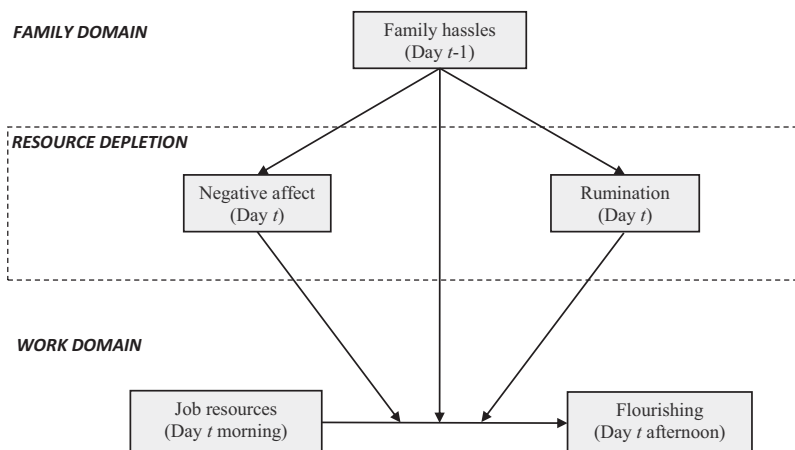 FAMILY DOMAIN
Family hassles
(Day t-1)
RESOURCE DEPLETION
Negative affect
(Day t)
Rumination
(Day t)
WORK DOMAIN
Job resources
(Day t morning)
Flourishing
(Day t afternoon)